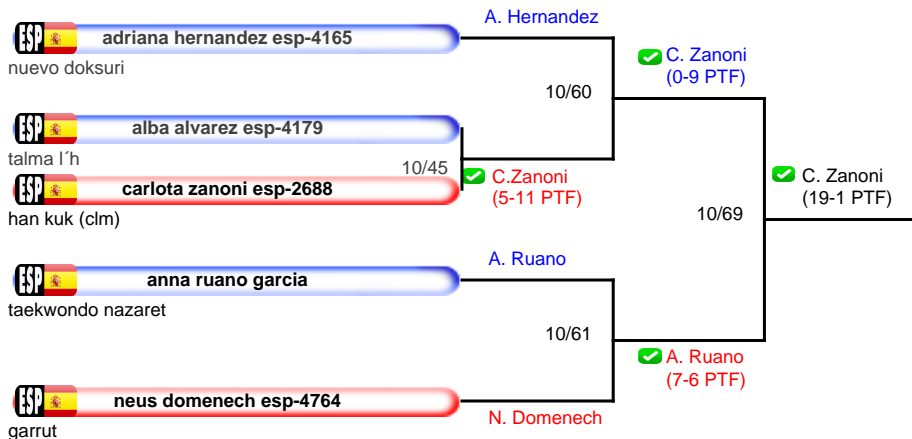 A. Hernandez
ESP adriana hernandez esp-4165
nuevo doksuri
C. Zanoni
(0-9 PTF)
10/60
ESP alba alvarez esp-4179
talma l´h
10/45
C.Zanoni
(5-11 PTF)
ESP carlota zanoni esp-2688
han kuk (clm)
C. Zanoni
(19-1 PTF)
10/69
A. Ruano
ESP anna ruano garcia
taekwondo nazaret
10/61
A. Ruano
(7-6 PTF)
ESP neus domenech esp-4764
N. Domenech
garrut